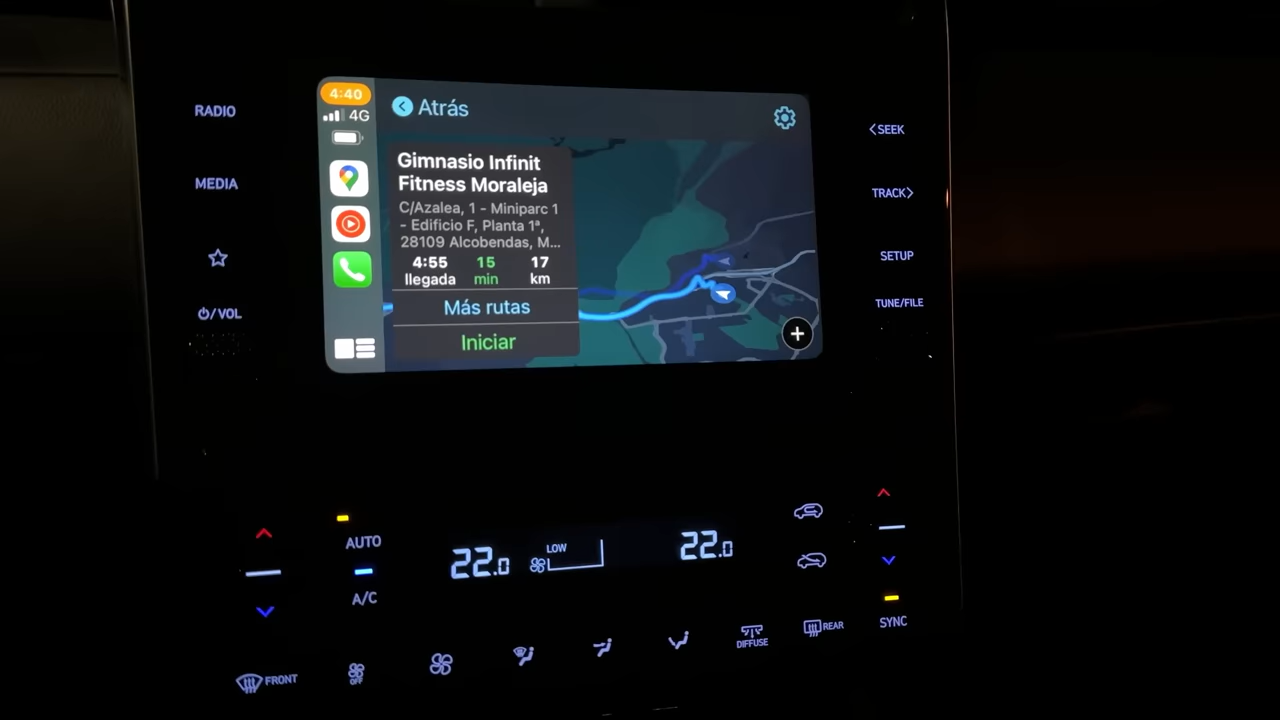 RADIO
MEDIA
/VOL
4:40
4G
Atrás
Gimnasio Infinit
Fitness Moraleja
C/Azalea, 1 - Miniparc 1
- Edificio F, Planta 1ª,
28109 Alcobendas, M...
4:55 15 17
llegada min km
Más rutas
Iniciar
<SEEK
TRACK>
SETUP
TUNE/FILE
AUTO
A/C
22.0
LOW
22.0
SYNC
FRONT
OFF
DIFFUSE
REAR